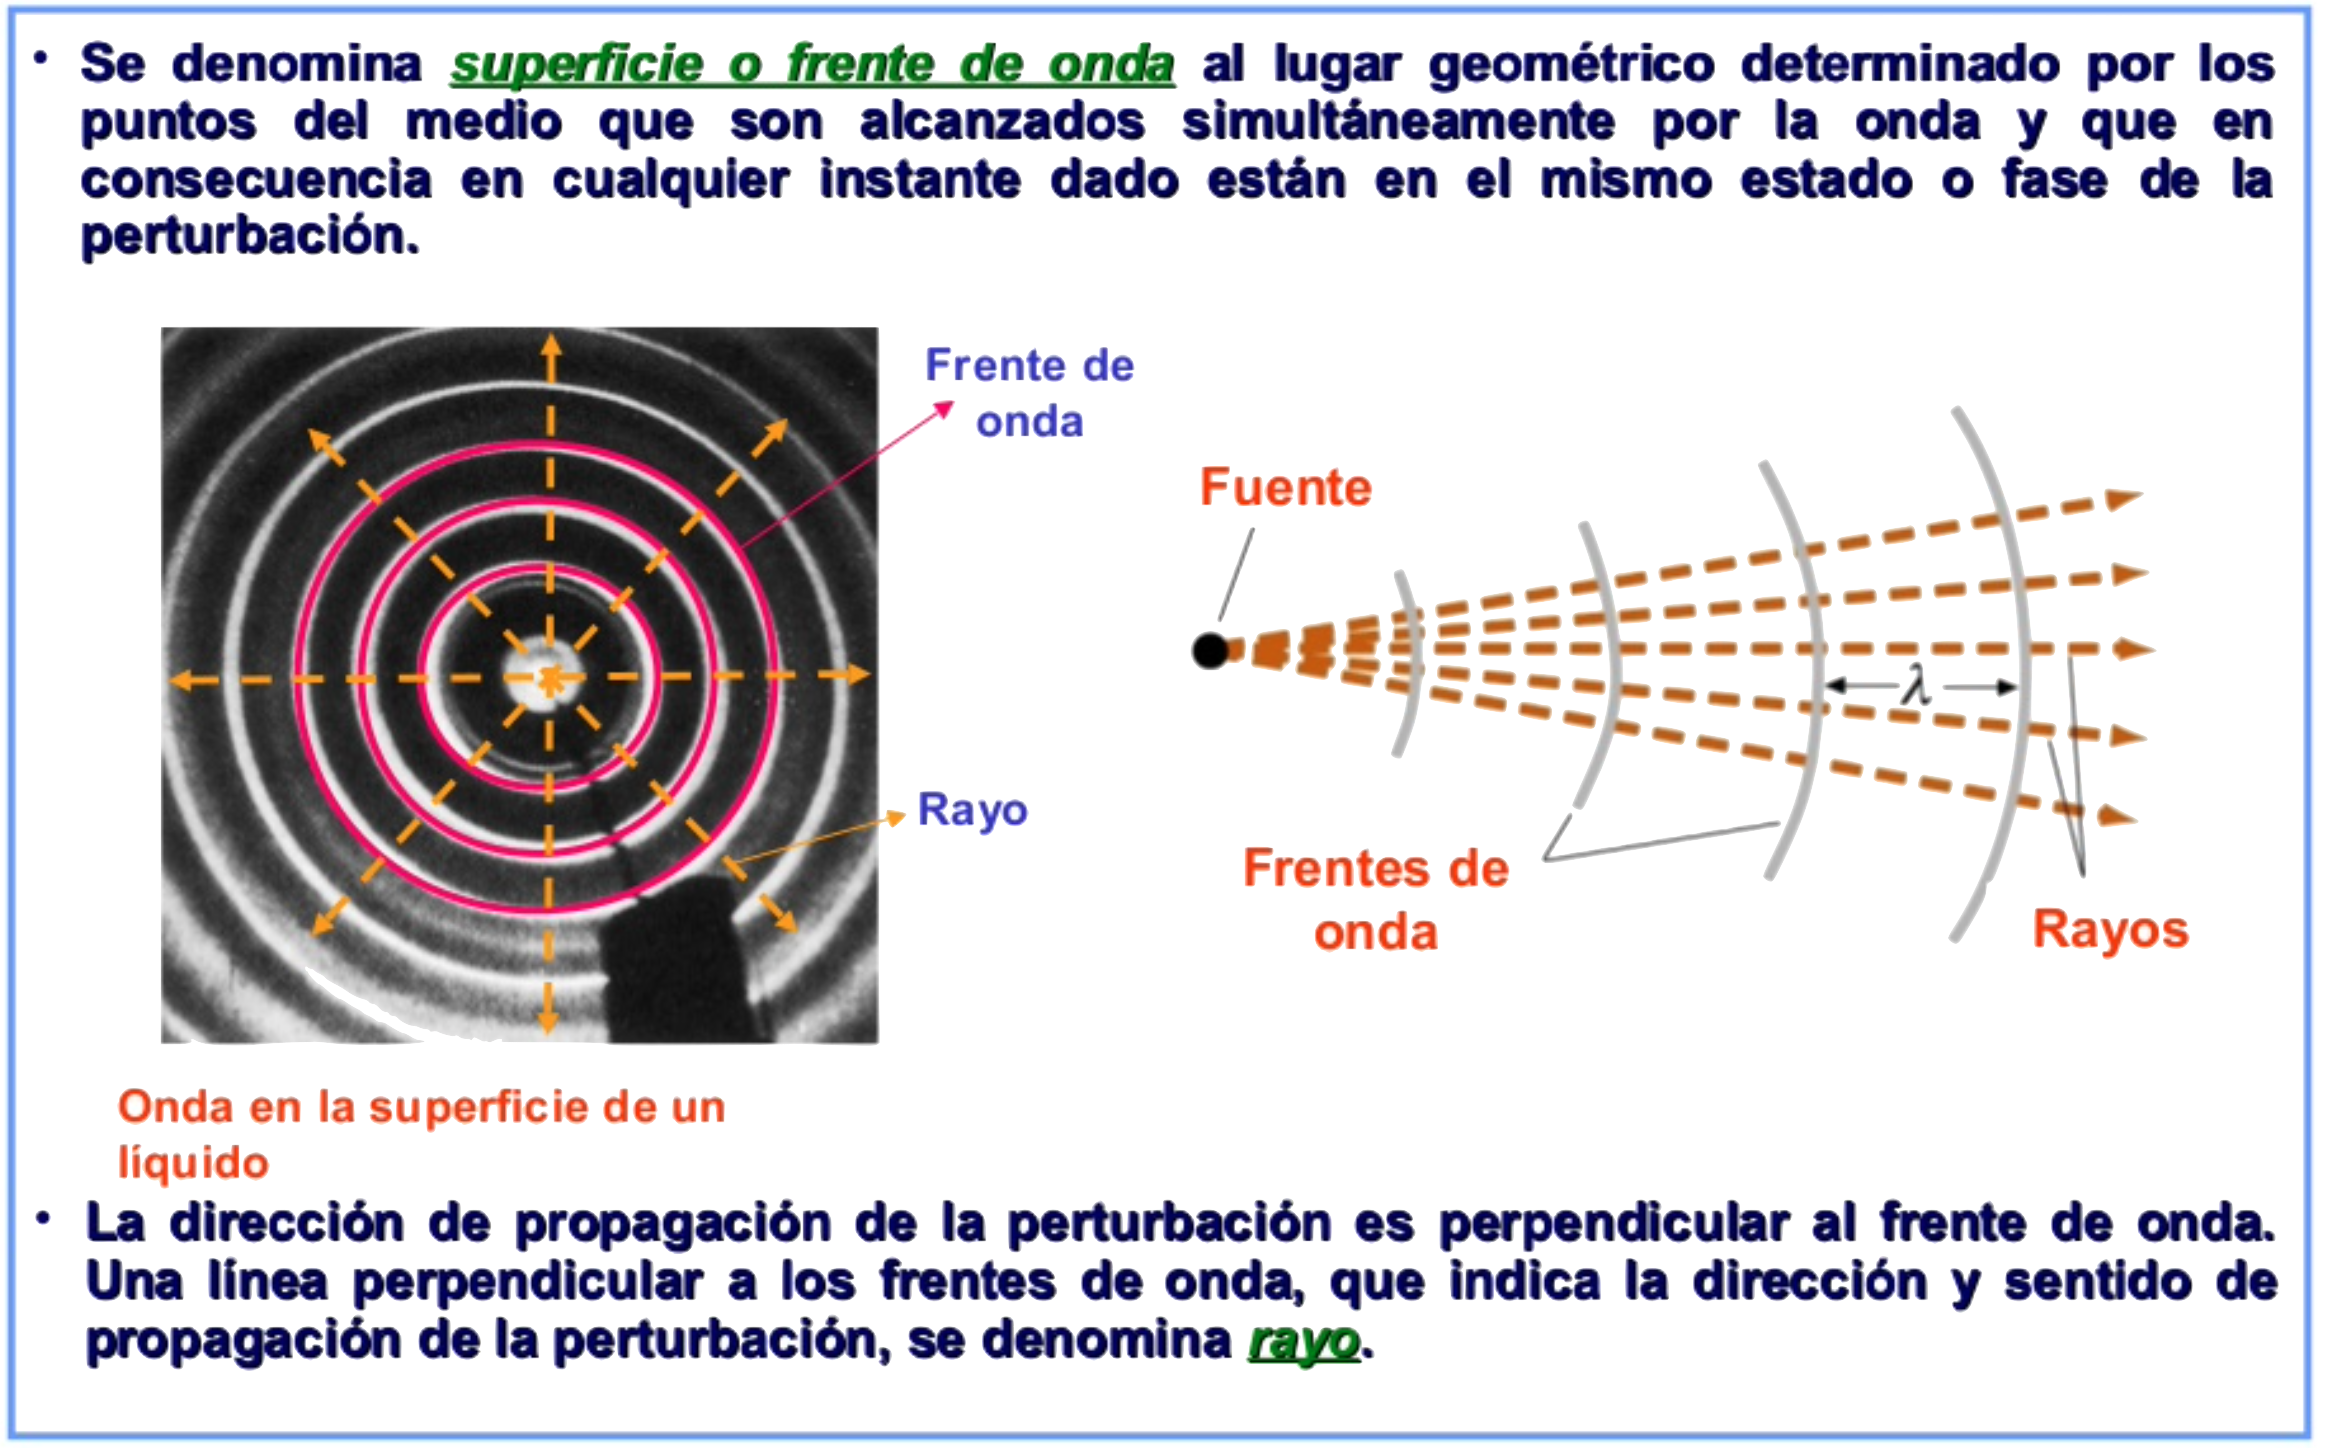 • Se denomina superficie o frente de onda al lugar geométrico determinado por los
puntos del medio que son alcanzados simultáneamente por la onda y que en
consecuencia en cualquier instante dado están en el mismo estado o fase de la
perturbación.
Frente de
onda
Rayo
Fuente
λ
Frentes de
onda
Rayos
Onda en la superficie de un
líquido
• La dirección de propagación de la perturbación es perpendicular al frente de onda.
Una línea perpendicular a los frentes de onda, que indica la dirección y sentido de
propagación de la perturbación, se denomina rayo.